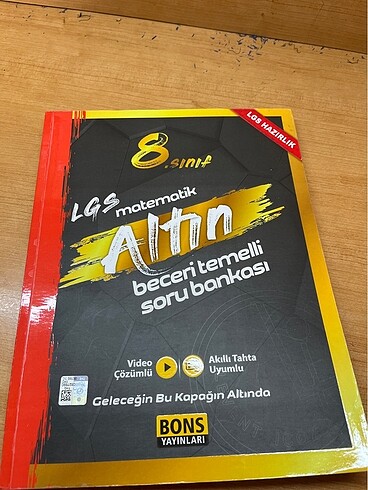 LGS HAZIRLIK
8.sınıf
LGS matematik
Altın
beceri temelli
soru bankası
Video Çözümlü
Akıllı Tahta Uyumlu
Geleceğin Bu Kapağın Altında
BONS
YAYINLARI